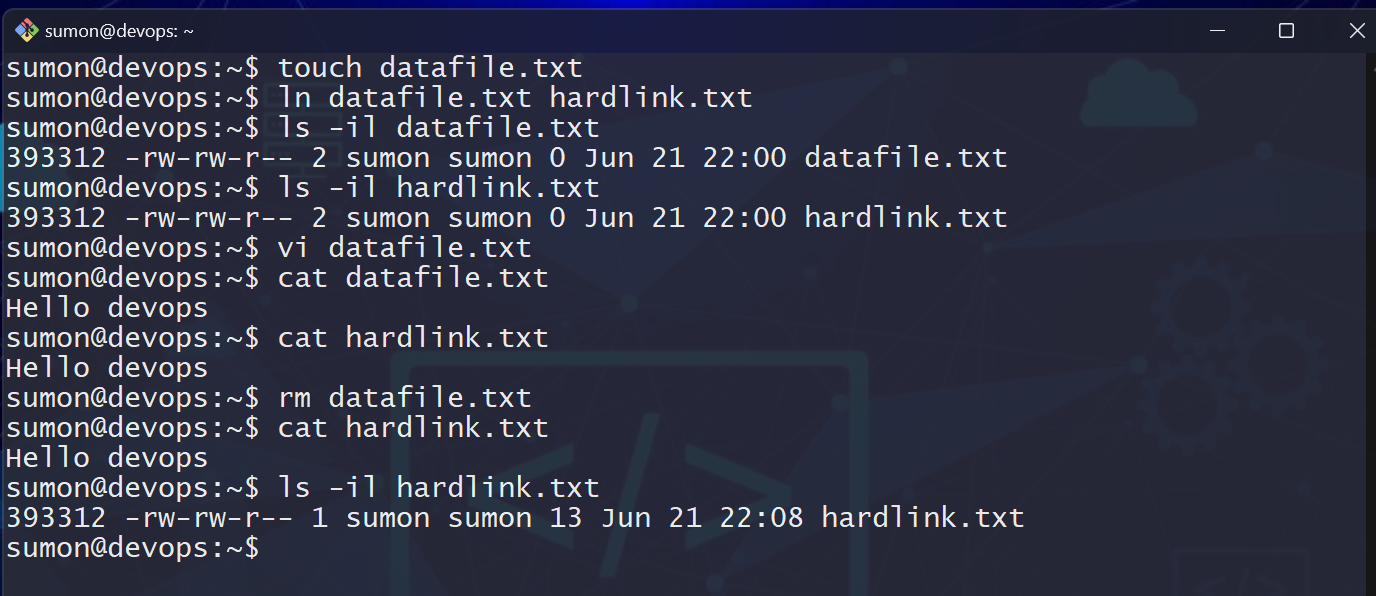 sumon@devops: ~
sumon@devops:~$ touch datafile.txt
sumon@devops:~$ ln datafile.txt hardlink.txt
sumon@devops:~$ ls -il datafile.txt
393312 -rw-rw-r-- 2 sumon sumon 0 Jun 21 22:00 datafile.txt
sumon@devops:~$ ls -il hardlink.txt
393312 -rw-rw-r-- 2 sumon sumon 0 Jun 21 22:00 hardlink.txt
sumon@devops:~$ vi datafile.txt
sumon@devops:~$ cat datafile.txt
Hello devops
sumon@devops:~$ cat hardlink.txt
Hello devops
sumon@devops:~$ rm datafile.txt
sumon@devops:~$ cat hardlink.txt
Hello devops
sumon@devops:~$ ls -il hardlink.txt
393312 -rw-rw-r-- 1 sumon sumon 13 Jun 21 22:08 hardlink.txt
sumon@devops:~$